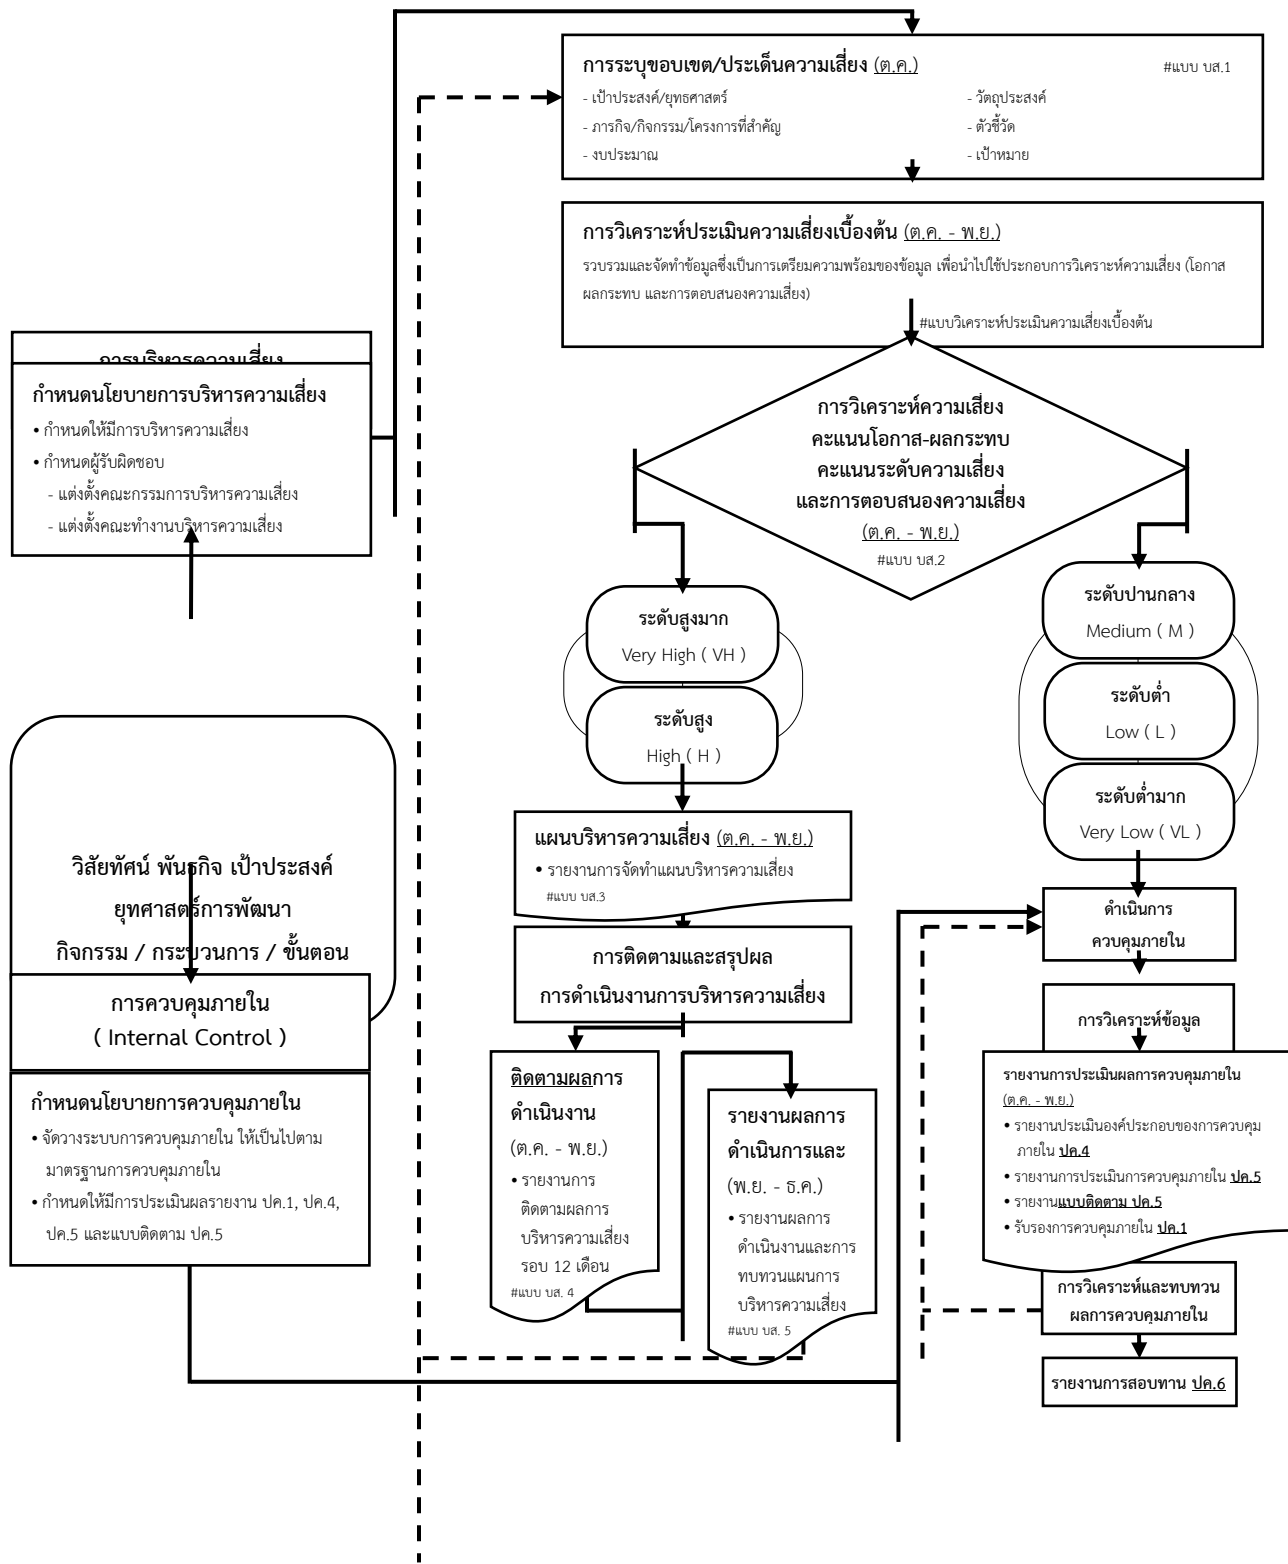 การระบุขอบเขต/ประเด็นความเสี่ยง (ต.ค.) #แบบ บส.1
- เป้าประสงค์/ยุทธศาสตร์ - วัตถุประสงค์
- ภารกิจ/กิจกรรม/โครงการที่สำคัญ - ตัวชี้วัด
- งบประมาณ - เป้าหมาย
การวิเคราะห์ประเมินความเสี่ยงเบื้องต้น (ต.ค. - พ.ย.)
รวบรวมและจัดทำข้อมูลซึ่งเป็นการเตรียมความพร้อมของข้อมูล เพื่อนำไปใช้ประกอบการวิเคราะห์ความเสี่ยง (โอกาส
ผลกระทบ และการตอบสนองความเสี่ยง)
#แบบวิเคราะห์ประเมินความเสี่ยงเบื้องต้น
การบริหารความเสี่ยง
กำหนดนโยบายการบริหารความเสี่ยง
• กำหนดให้มีการบริหารความเสี่ยง
• กำหนดผู้รับผิดชอบ
- แต่งตั้งคณะกรรมการบริหารความเสี่ยง
- แต่งตั้งคณะทำงานบริหารความเสี่ยง
การวิเคราะห์ความเสี่ยง
คะแนนโอกาส-ผลกระทบ
คะแนนระดับความเสี่ยง
และการตอบสนองความเสี่ยง
(ต.ค. - พ.ย.)
#แบบ บส.2
ระดับสูงมาก
Very High ( VH )
ระดับสูง
High ( H )
ระดับปานกลาง
Medium ( M )
ระดับต่ำ
Low ( L )
ระดับต่ำมาก
Very Low ( VL )
วิสัยทัศน์ พันธกิจ เป้าประสงค์
ยุทศาสตร์การพัฒนา
กิจกรรม / กระบวนการ / ขั้นตอน
การควบคุมภายใน
( Internal Control )
กำหนดนโยบายการควบคุมภายใน
• จัดวางระบบการควบคุมภายใน ให้เป็นไปตาม
มาตรฐานการควบคุมภายใน
• กำหนดให้มีการประเมินผลรายงาน ปค.1, ปค.4,
ปค.5 และแบบติดตาม ปค.5
แผนบริหารความเสี่ยง (ต.ค. - พ.ย.)
• รายงานการจัดทำแผนบริหารความเสี่ยง
#แบบ บส.3
การติดตามและสรุปผล
การดำเนินงานการบริหารความเสี่ยง
ติดตามผลการ
ดำเนินงาน
(ต.ค. - พ.ย.)
• รายงานการ
ติดตามผลการ
บริหารความเสี่ยง
รอบ 12 เดือน
#แบบ บส. 4
รายงานผลการ
ดำเนินการและ
(พ.ย. - ธ.ค.)
• รายงานผลการ
ดำเนินงานและการ
ทบทวนแผนการ
บริหารความเสี่ยง
#แบบ บส. 5
ดำเนินการ
ควบคุมภายใน
การวิเคราะห์ข้อมูล
รายงานการประเมินผลการควบคุมภายใน
(ต.ค. - พ.ย.)
• รายงานประเมินองค์ประกอบของการควบคุม
ภายใน ปค.4
• รายงานการประเมินการควบคุมภายใน ปค.5
• รายงานแบบติดตาม ปค.5
• รับรองการควบคุมภายใน ปค.1
การวิเคราะห์และทบทวน
ผลการควบคุมภายใน
รายงานการสอบทาน ปค.6